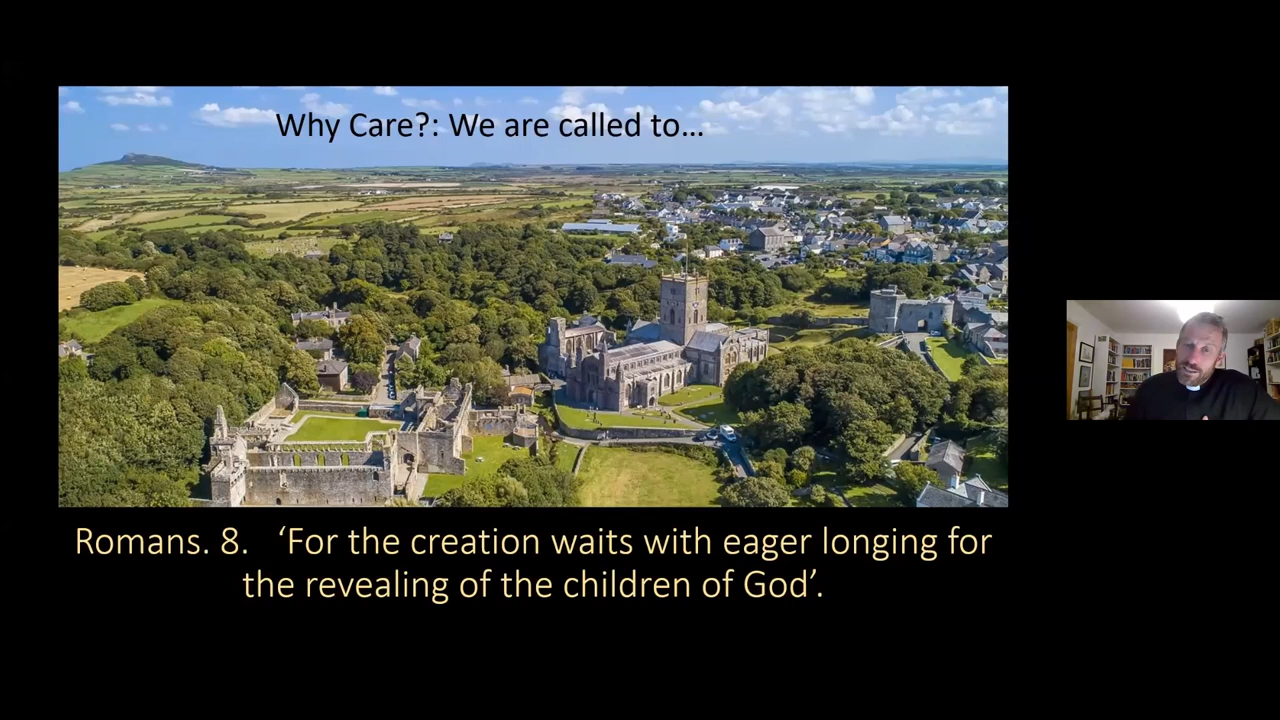 Why Care?: We are called to...
Romans. 8.   ‘For the creation waits with eager longing for
the revealing of the children of God’.